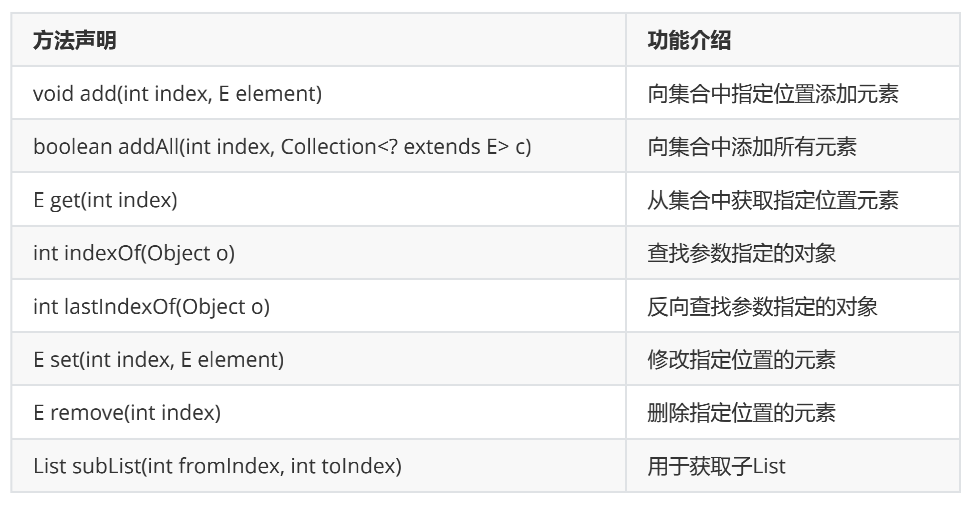 方法声明 功能介绍
void add(int index, E element) 向集合中指定位置添加元素
boolean addAll(int index, Collection<? extends E> c) 向集合中添加所有元素
E get(int index) 从集合中获取指定位置元素
int indexOf(Object o) 查找参数指定的对象
int lastIndexOf(Object o) 反向查找参数指定的对象
E set(int index, E element) 修改指定位置的元素
E remove(int index) 删除指定位置的元素
List subList(int fromIndex, int toIndex) 用于获取子List